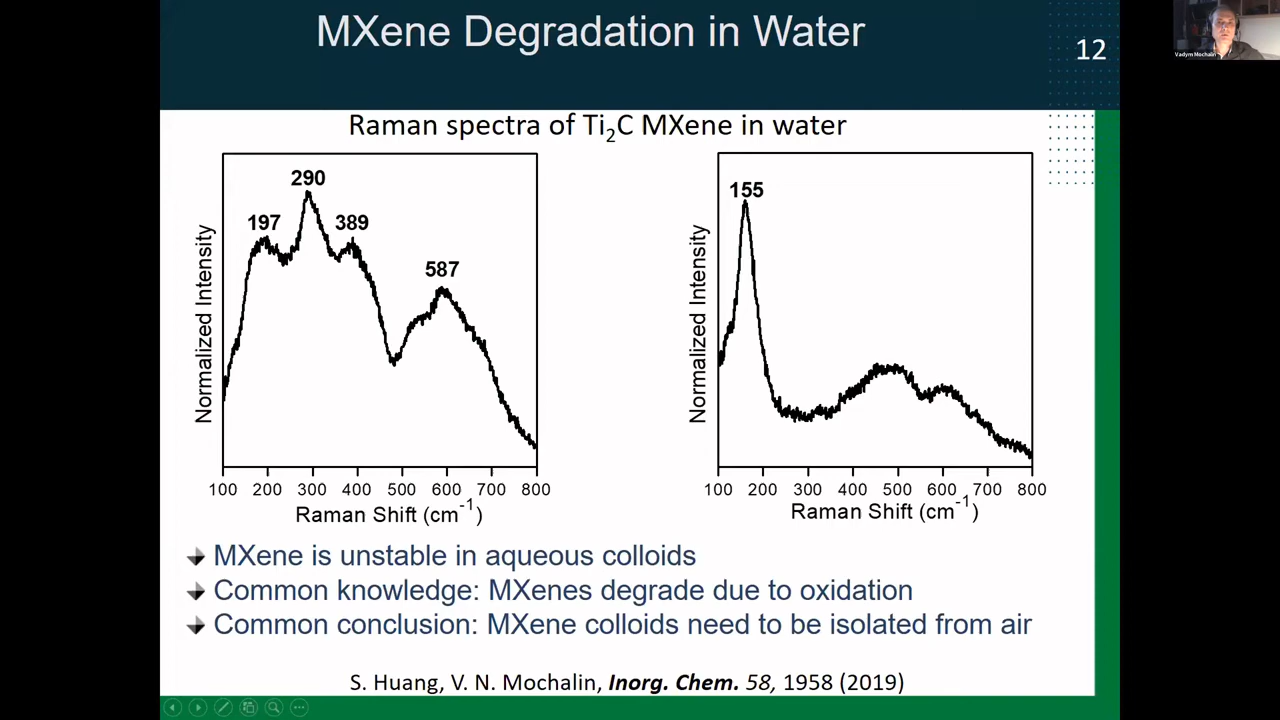 MXene Degradation in Water
12
Vadym Mochalin
Raman spectra of Ti₂C MXene in water
197
290
389
587
Normalized Intensity
100 200 300 400 500 600 700 800
Raman Shift (cm⁻¹)
155
Normalized Intensity
100 200 300 400 500 600 700 800
Raman Shift (cm⁻¹)
MXene is unstable in aqueous colloids
Common knowledge: MXenes degrade due to oxidation
Common conclusion: MXene colloids need to be isolated from air
S. Huang, V. N. Mochalin, Inorg. Chem. 58, 1958 (2019)